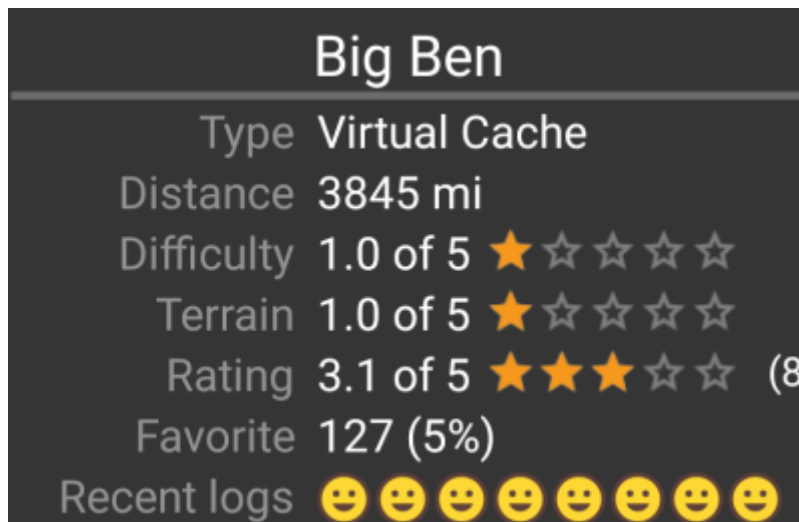 Big Ben
Type Virtual Cache
Distance 3845 mi
Difficulty 1.0 of 5
Terrain 1.0 of 5
Rating 3.1 of 5 (8
Favorite 127 (5%)
Recent logs